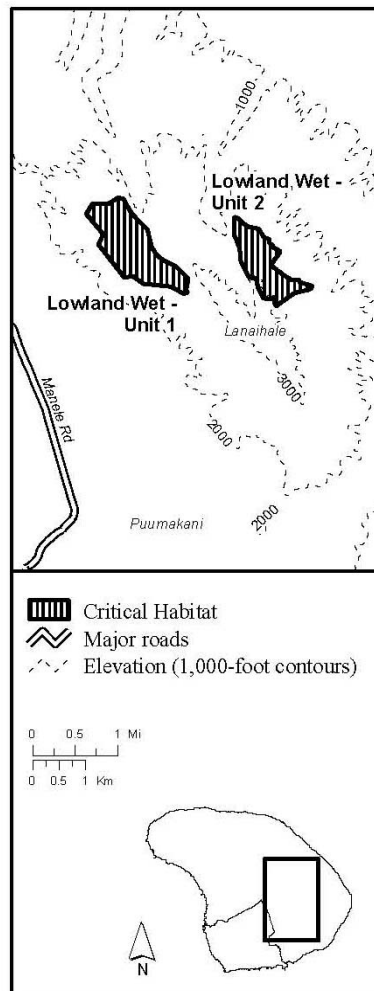 1000
Lowland Wet -
Unit 2
Lowland Wet -
Unit 1
Lanaihale
3000
Manele Rd
2000
2000
Puumakani
Critical Habitat
Major roads
Elevation (1,000-foot contours)
0 0.5 1 Mi
0 0.5 1 Km
N